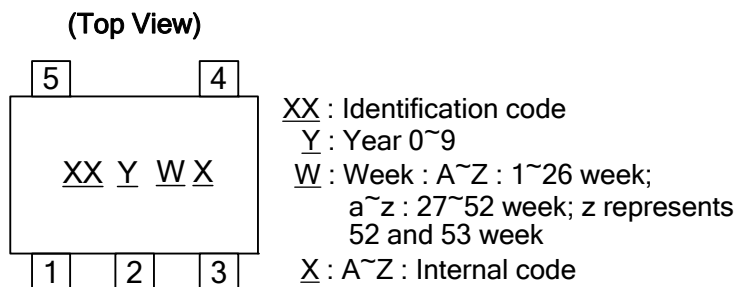 (Top View)
5 4
XX Y W X
1 2 3
XX : Identification code
Y : Year 0~9
W : Week : A~Z : 1~26 week;
a~z : 27~52 week; z represents
52 and 53 week
X : A~Z : Internal code